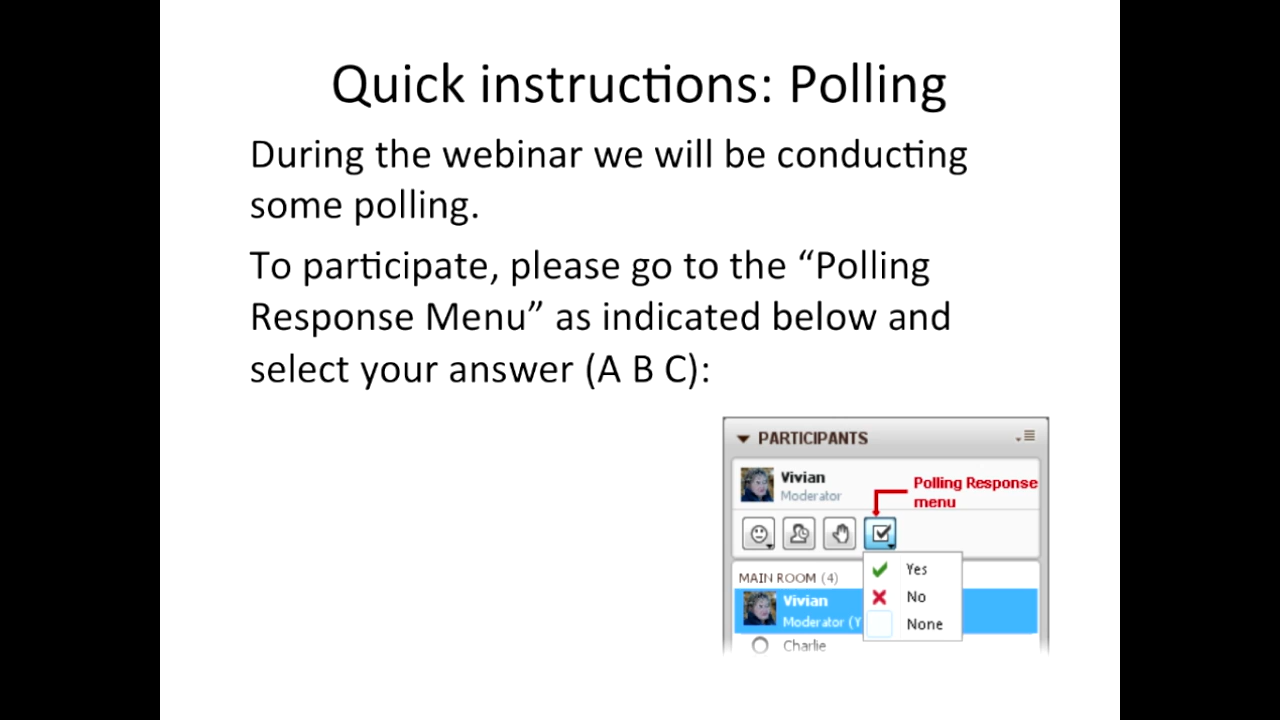 Quick instructions: Polling
During the webinar we will be conducting
some polling.
To participate, please go to the “Polling
Response Menu” as indicated below and
select your answer (A B C):
PARTICIPANTS
Vivian
Moderator
Polling Response
menu
MAIN ROOM (4)
Yes
No
None
Vivian
Moderator (Y
Charlie